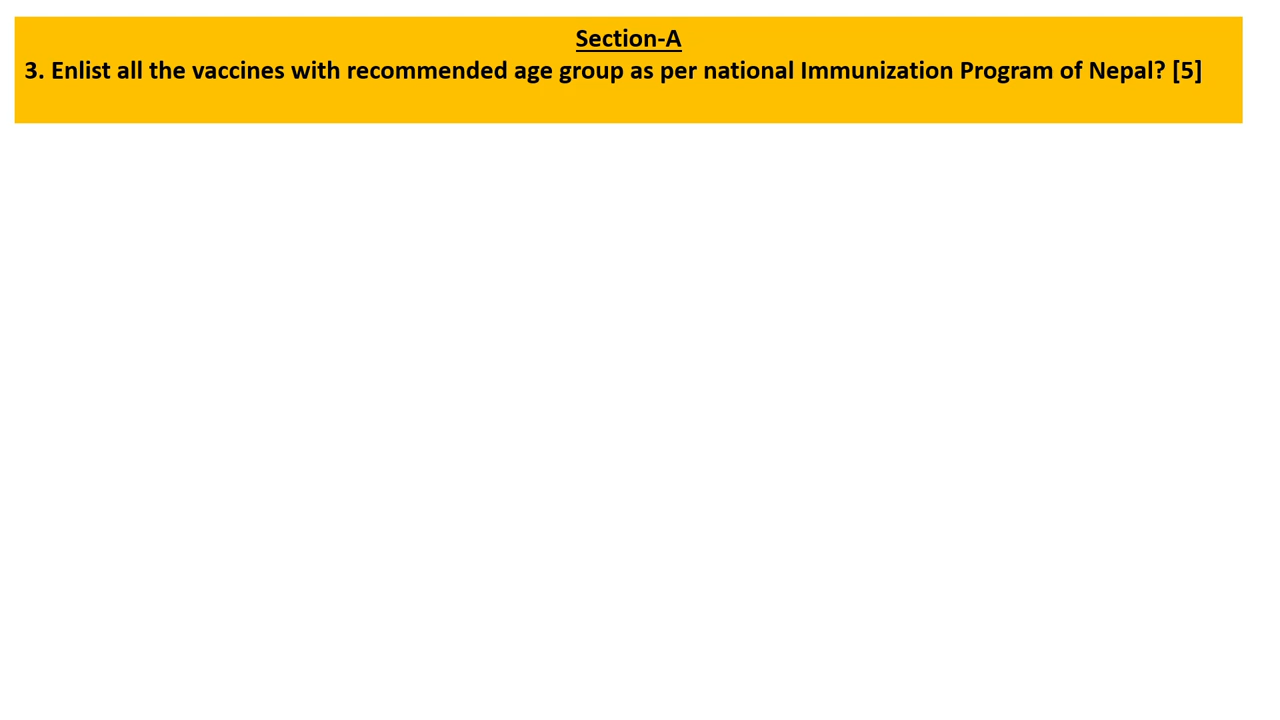 Section-A
3. Enlist all the vaccines with recommended age group as per national Immunization Program of Nepal? [5]